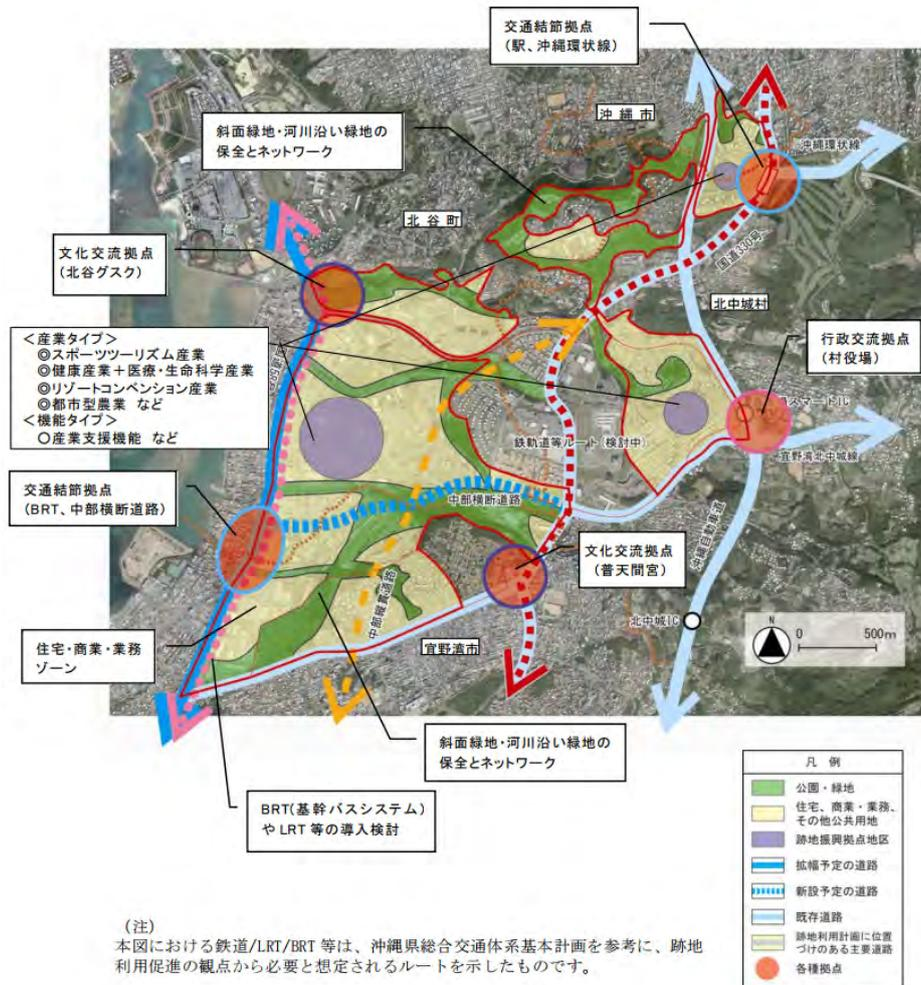 交通結節拠点
(駅、沖縄環状線)
沖縄市
斜面緑地・河川沿い緑地の
保全とネットワーク
沖縄環状線
北谷町
国道330号
文化交流拠点
(北谷グスク)
北中城村
<産業タイプ>
◎スポーツツーリズム産業
◎健康産業+医療・生命科学産業
◎リゾートコンベンション産業
◎都市型農業 など
<機能タイプ>
○産業支援機能 など
行政交流拠点
(村役場)
スマートIC
鉄軌道等ルート(検討中)
宜野湾北中城線
交通結節拠点
(BRT、中部横断道路)
中部横断道路
沖縄自動車道
文化交流拠点
(普天間宮)
中部縦貫道路
北中城IC
N
0 500m
住宅・商業・業務
ゾーン
宜野湾市
斜面緑地・河川沿い緑地の
保全とネットワーク
BRT(基幹バスシステム)
やLRT等の導入検討
凡例
公園・緑地
住宅、商業・業務、
その他公共用地
跡地振興拠点地区
拡幅予定の道路
新設予定の道路
既存道路
跡地利用計画に位置
づけのある主要道路
各種拠点
(注)
本図における鉄道/LRT/BRT 等は、沖縄県総合交通体系基本計画を参考に、跡地
利用促進の観点から必要と想定されるルートを示したものです。